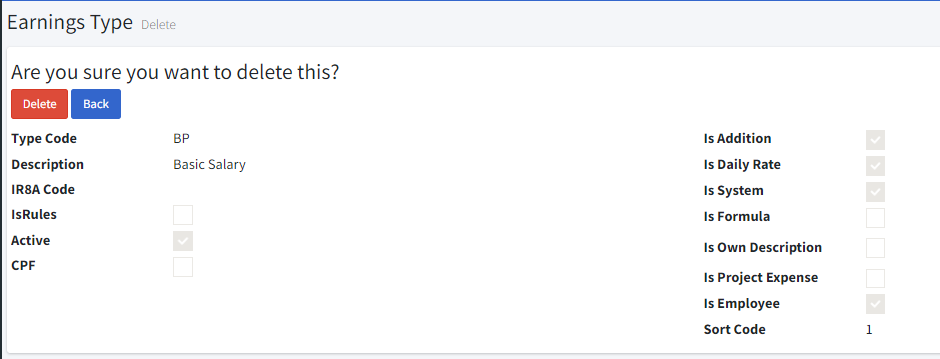 Earnings Type Delete
Are you sure you want to delete this?
Delete Back
Type Code BP
Description Basic Salary
IR8A Code
IsRules
Active
CPF
Is Addition
Is Daily Rate
Is System
Is Formula
Is Own Description
Is Project Expense
Is Employee
Sort Code 1